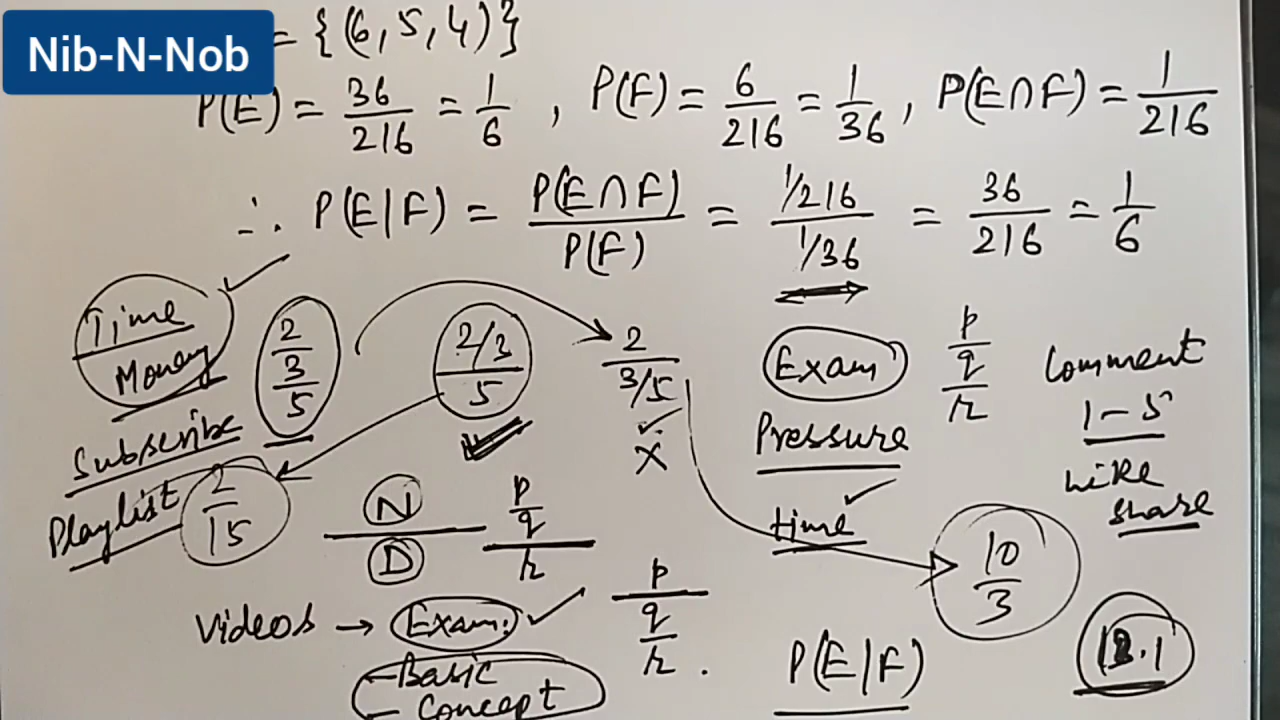 Nib-N-Nob
= {(6,5,4)}
P(E) = 36/216 = 1/6 , P(F) = 6/216 = 1/36 , P(E∩F) = 1/216
∴ P(E|F) = P(E∩F)/P(F) = (1/216)/(1/36) = 36/216 = 1/6
Time
Money
Subscribe
Playlist
2
3
5
2/3
5
2
3/5
✓
x
2
15
N
D
p
q
r
Videos → Exam.
- Basic
- Concept
p
q
r
Exam
Pressure
time
p
q
r
Comment
1-5
Like
share
10
3
P(E|F)